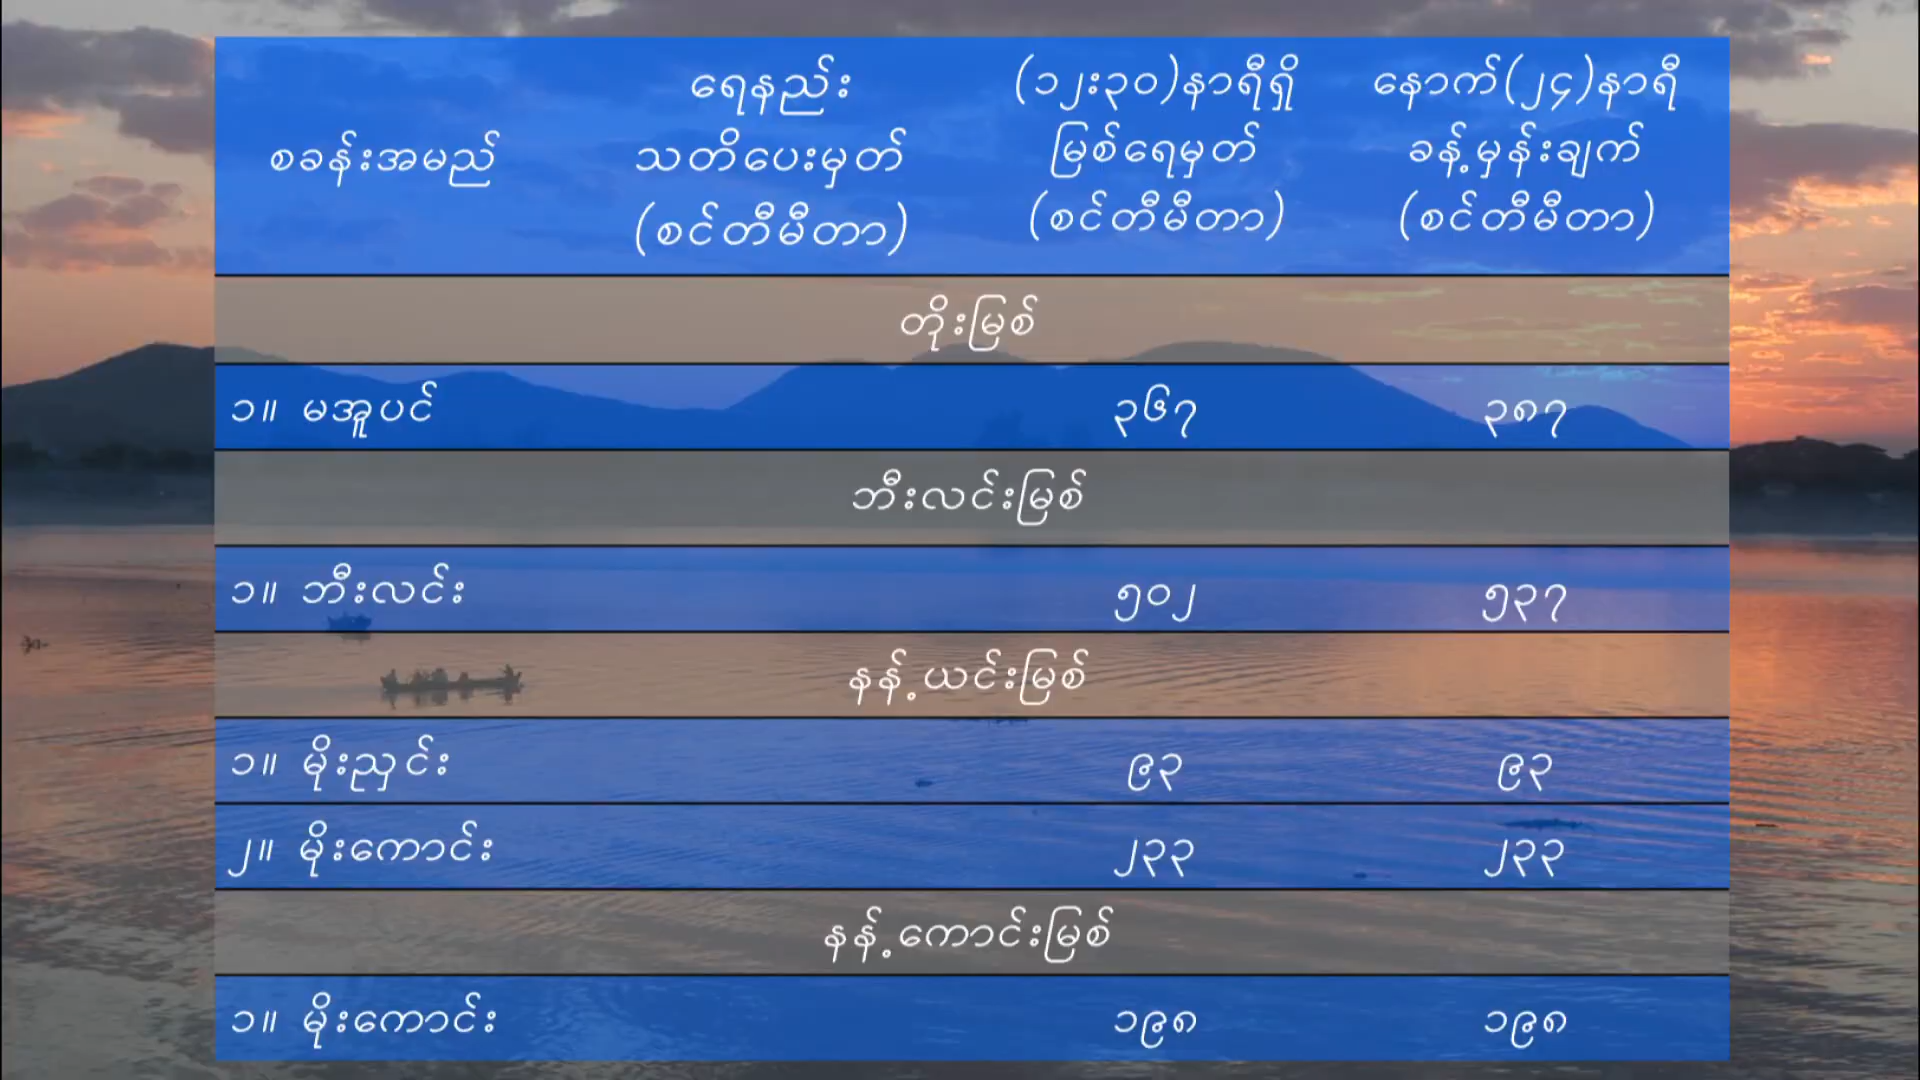 စခန်းအမည်
ရေနည်း
သတိပေးမှတ်
(စင်တီမီတာ)
(၁၂း၃၀)နာရီရှိ
မြစ်ရေမှတ်
(စင်တီမီတာ)
နောက်(၂၄)နာရီ
ခန့်မှန်းချက်
(စင်တီမီတာ)
တိုးမြစ်
၁။ မအူပင် ၃၆၇ ၃၈၇
ဘီးလင်းမြစ်
၁။ ဘီးလင်း ၅၀၂ ၅၃၇
နန့်ယင်းမြစ်
၁။ မိုးညှင်း ၉၃ ၉၃
၂။ မိုးကောင်း ၂၃၃ ၂၃၃
နန့်ကောင်းမြစ်
၁။ မိုးကောင်း ၁၉၈ ၁၉၈